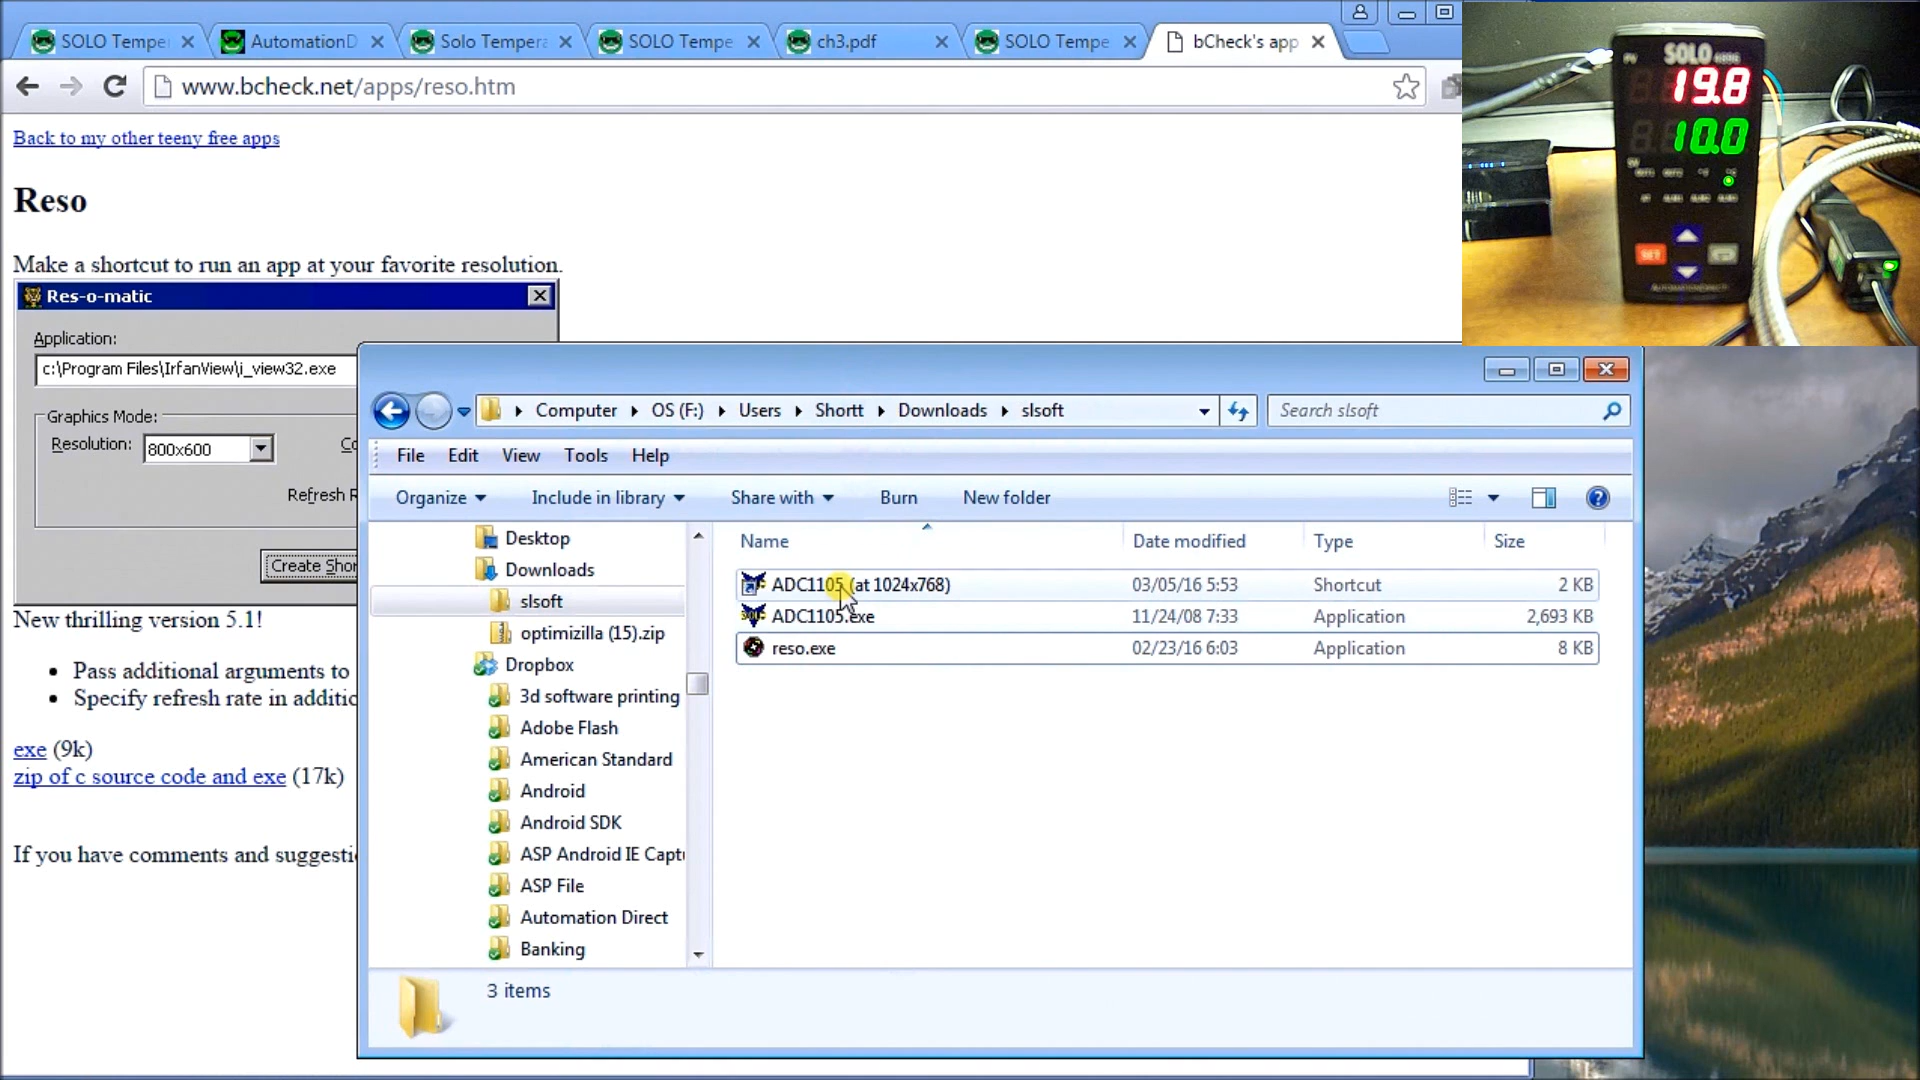 SOLO Tempe
AutomationD
Solo Tempera
SOLO Tempe
ch3.pdf
SOLO Tempe
bCheck's app
www.bcheck.net/apps/reso.htm
Back to my other teeny free apps
Reso
Make a shortcut to run an app at your favorite resolution.
Res-o-matic
Application:
c:\Program Files\IrfanView\i_view32.exe
Graphics Mode:
Resolution: 800x600
Refresh R
Create Shor
New thrilling version 5.1!
Pass additional arguments to
Specify refresh rate in additic
exe (9k)
zip of c source code and exe (17k)
If you have comments and suggesti
SOLO
PV
19.8
10.0
SV
SET
AUTOMATIONDIRECT
Computer
OS (F:)
Users
Shortt
Downloads
slsoft
Search slsoft
File Edit View Tools Help
Organize Include in library Share with Burn New folder
Desktop
Downloads
slsoft
optimizilla (15).zip
Dropbox
3d software printing
Adobe Flash
American Standard
Android
Android SDK
ASP Android IE Capt
ASP File
Automation Direct
Banking
Name Date modified Type Size
ADC1105 (at 1024x768) 03/05/16 5:53 Shortcut 2 KB
ADC1105.exe 11/24/08 7:33 Application 2,693 KB
reso.exe 02/23/16 6:03 Application 8 KB
3 items